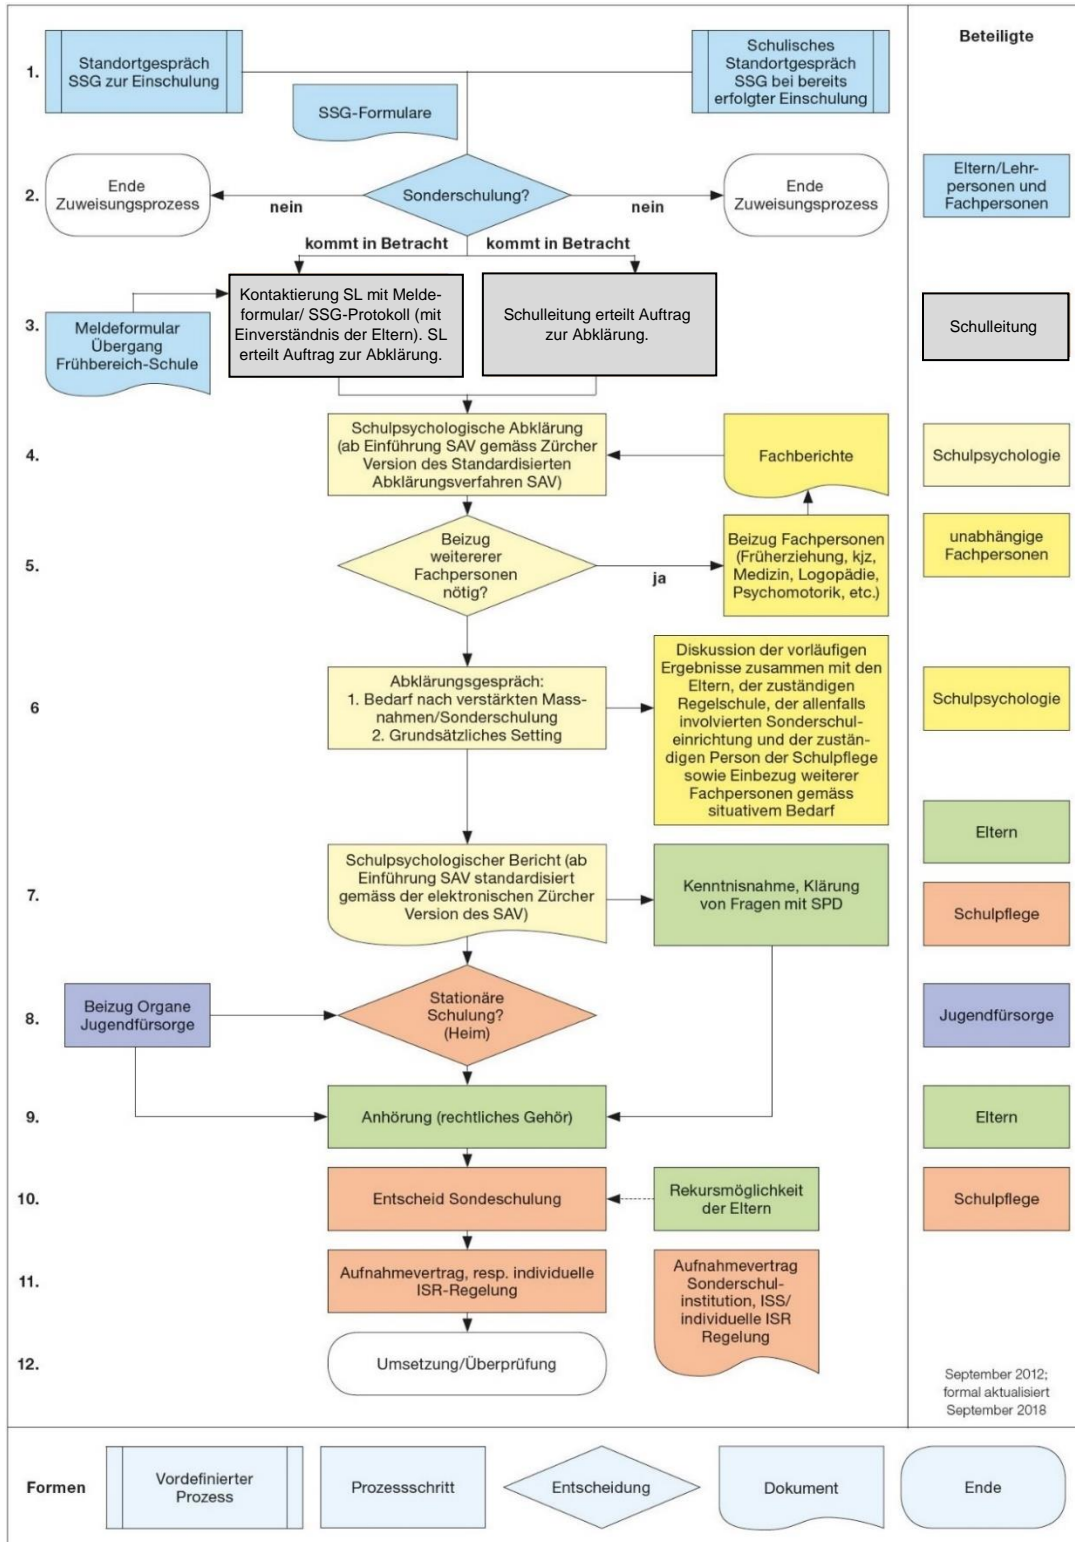 Beteiligte
1.
Standortgespräch
SSG zur Einschulung
Schulisches
Standortgespräch
SSG bei bereits
erfolgter Einschulung
SSG-Formulare
2.
Ende
Zuweisungsprozess
nein
Sonderschulung?
nein
Ende
Zuweisungsprozess
Eltern/Lehr-
personen und
Fachpersonen
kommt in Betracht
kommt in Betracht
3.
Meldeformular
Übergang
Frühbereich-Schule
Kontaktierung SL mit Melde-
formular/ SSG-Protokoll (mit
Einverständnis der Eltern). SL
erteilt Auftrag zur Abklärung.
Schulleitung erteilt Auftrag
zur Abklärung.
Schulleitung
4.
Schulpsychologische Abklärung
(ab Einführung SAV gemäss Zürcher
Version des Standardisierten
Abklärungsverfahren SAV)
Fachberichte
Schulpsychologie
5.
Beizug
weitererer
Fachpersonen
nötig?
ja
Beizug Fachpersonen
(Früherziehung, kjz,
Medizin, Logopädie,
Psychomotorik, etc.)
unabhängige
Fachpersonen
6
Abklärungsgespräch:
1. Bedarf nach verstärkten Mass-
nahmen/Sonderschulung
2. Grundsätzliches Setting
Diskussion der vorläufigen
Ergebnisse zusammen mit den
Eltern, der zuständigen
Regelschule, der allenfalls
involvierten Sonderschul-
einrichtung und der zustän-
digen Person der Schulpflege
sowie Einbezug weiterer
Fachpersonen gemäss
situativem Bedarf
Schulpsychologie
Eltern
7.
Schulpsychologischer Bericht (ab
Einführung SAV standardisiert
gemäss der elektronischen Zürcher
Version des SAV)
Kenntnisnahme, Klärung
von Fragen mit SPD
Schulpflege
8.
Beizug Organe
Jugendfürsorge
Stationäre
Schulung?
(Heim)
Jugendfürsorge
9.
Anhörung (rechtliches Gehör)
Eltern
10.
Entscheid Sondeschulung
Rekursmöglichkeit
der Eltern
Schulpflege
11.
Aufnahmevertrag, resp. individuelle
ISR-Regelung
Aufnahmevertrag
Sonderschul-
institution, ISS/
individuelle ISR
Regelung
12.
Umsetzung/Überprüfung
September 2012;
formal aktualisiert
September 2018
Formen
Vordefinierter
Prozess
Prozessschritt
Entscheidung
Dokument
Ende